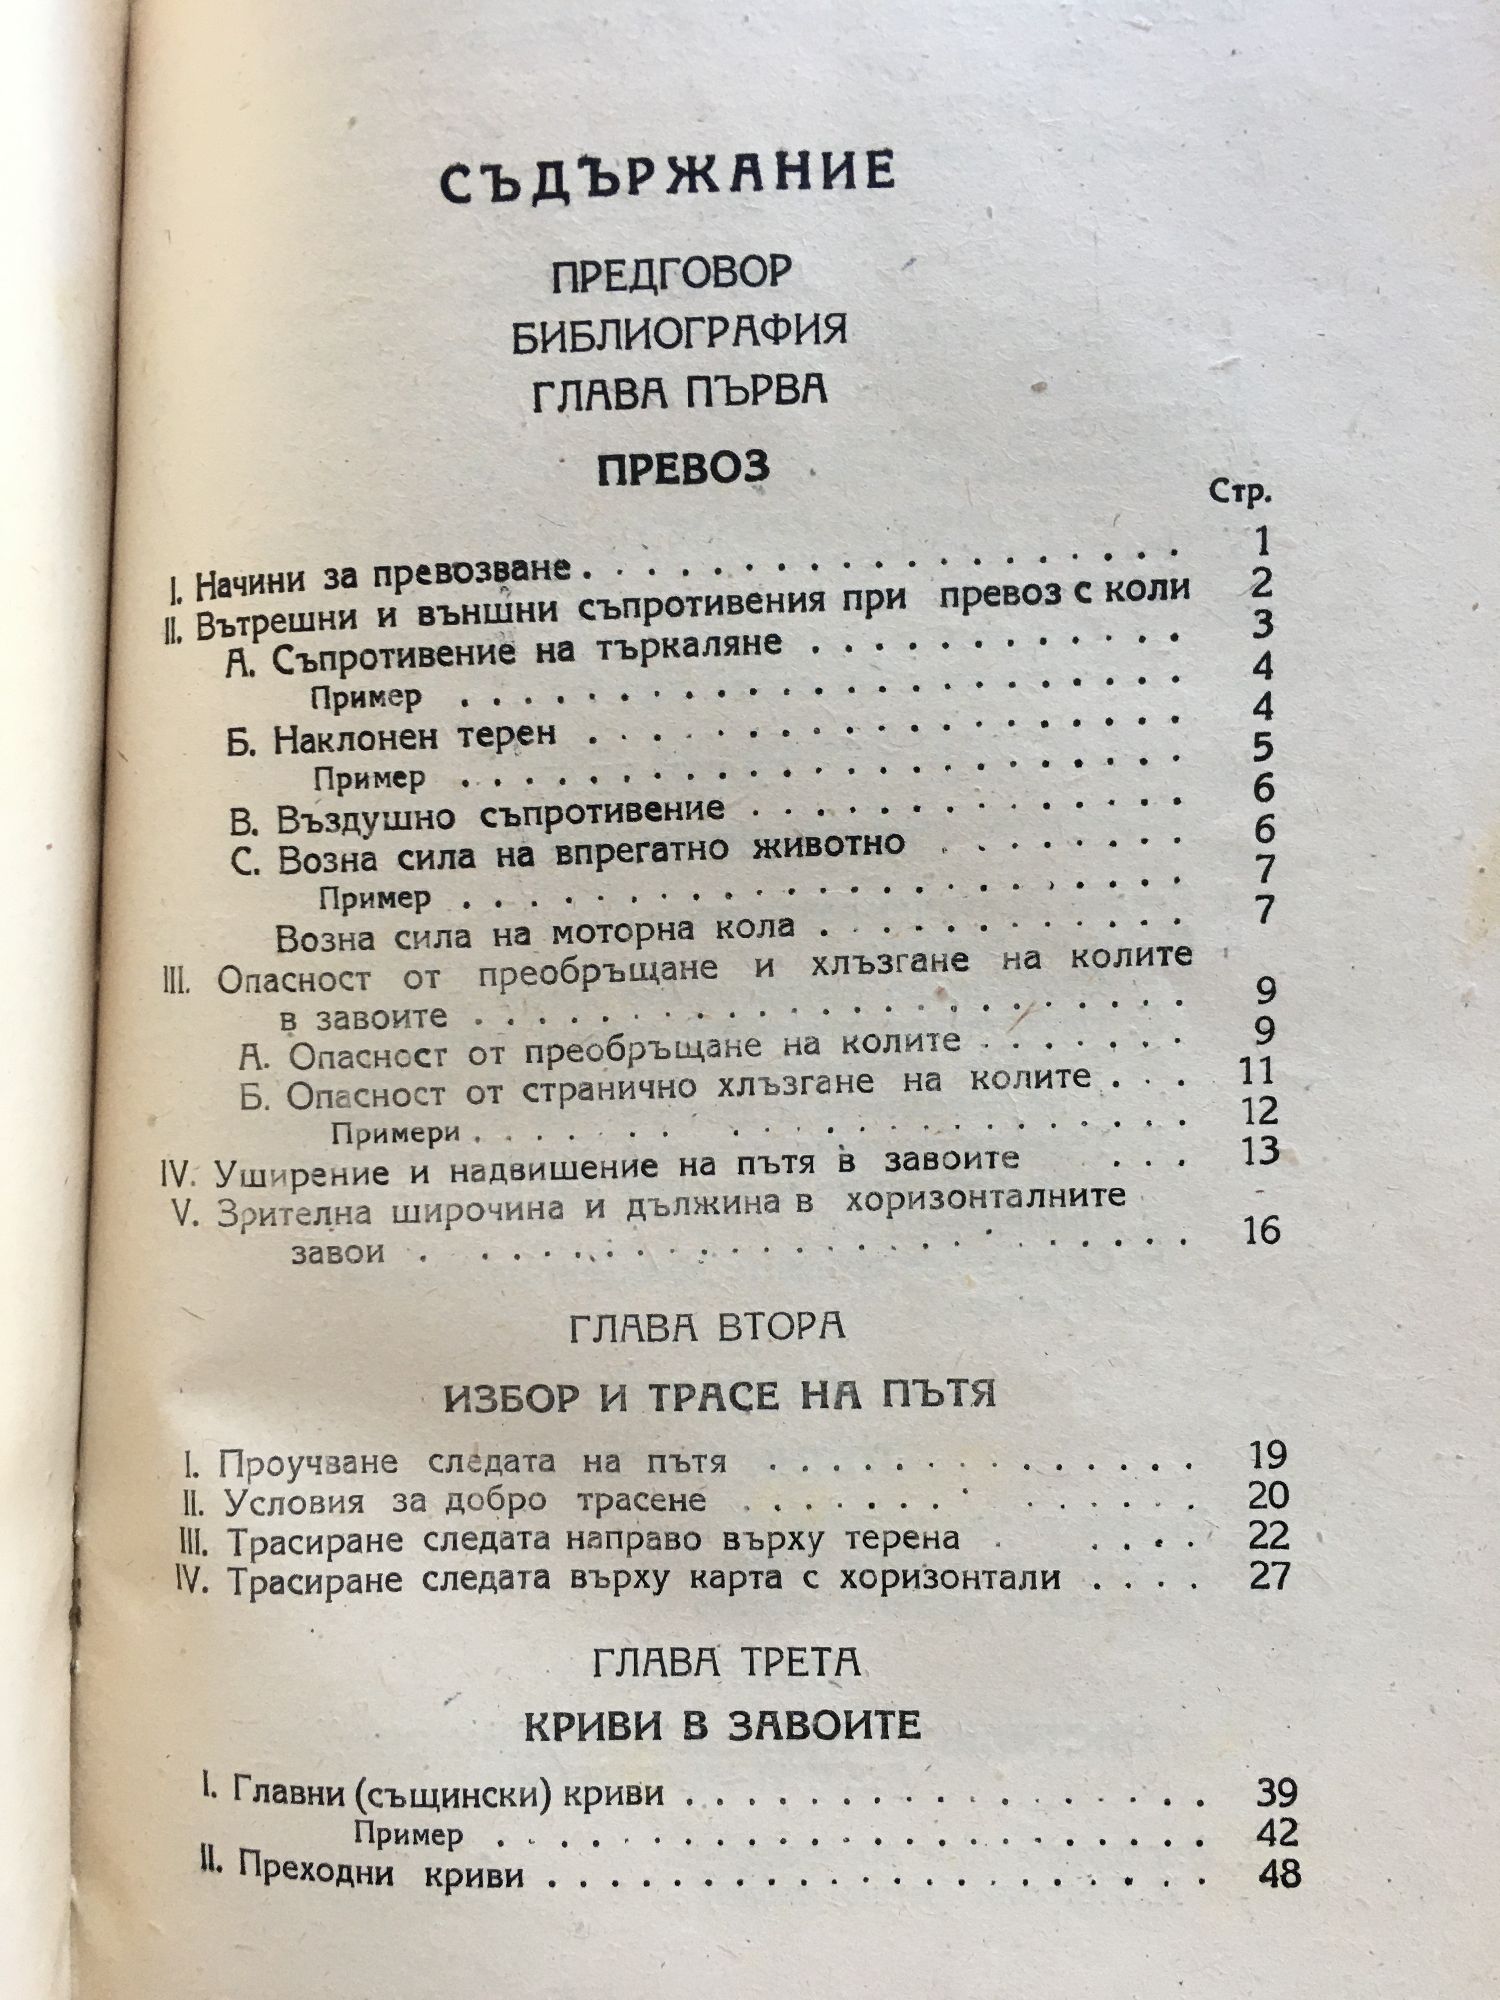 СЪДЪРЖАНИЕ
ПРЕДГОВОР
БИБЛИОГРАФИЯ
ГЛАВА ПЪРВА
ПРЕВОЗ
Стр.
I. Начини за превозване . . . . . . . . . . . . . . . . . . 1
II. Вътрешни и външни съпротивения при превоз с коли 2
А. Съпротивение на търкаляне . . . . . . . . . . . . 3
Пример . . . . . . . . . . . . . . . . . . . . . . . 4
Б. Наклонен терен . . . . . . . . . . . . . . . . . . . 4
Пример . . . . . . . . . . . . . . . . . . . . . . . 5
В. Въздушно съпротивение . . . . . . . . . . . . . . 6
С. Возна сила на впрегатно животно . . . . . . . . 6
Пример . . . . . . . . . . . . . . . . . . . . . . . 7
Возна сила на моторна кола . . . . . . . . . . . . 7
III. Опасност от преобръщане и хлъзгане на колите
в завоите . . . . . . . . . . . . . . . . . . . . . . . 9
А. Опасност от преобръщане на колите . . . . . . . 9
Б. Опасност от странично хлъзгане на колите . . . 11
Примери . . . . . . . . . . . . . . . . . . . . . . 12
IV. Уширение и надвишение на пътя в завоите . . . 13
V. Зрителна широчина и дължина в хоризонталните
завои . . . . . . . . . . . . . . . . . . . . . . . . . 16
ГЛАВА ВТОРА
ИЗБОР И ТРАСЕ НА ПЪТЯ
I. Проучване следата на пътя . . . . . . . . . . . . . . 19
II. Условия за добро трасене . . . . . . . . . . . . . . 20
III. Трасиране следата направо върху терена . . . . . 22
IV. Трасиране следата върху карта с хоризонтали . . . . 27
ГЛАВА ТРЕТА
КРИВИ В ЗАВОИТЕ
I. Главни (същински) криви . . . . . . . . . . . . . . . . . 39
Пример . . . . . . . . . . . . . . . . . . . . . . . 42
II. Преходни криви . . . . . . . . . . . . . . . . . . . . . 48